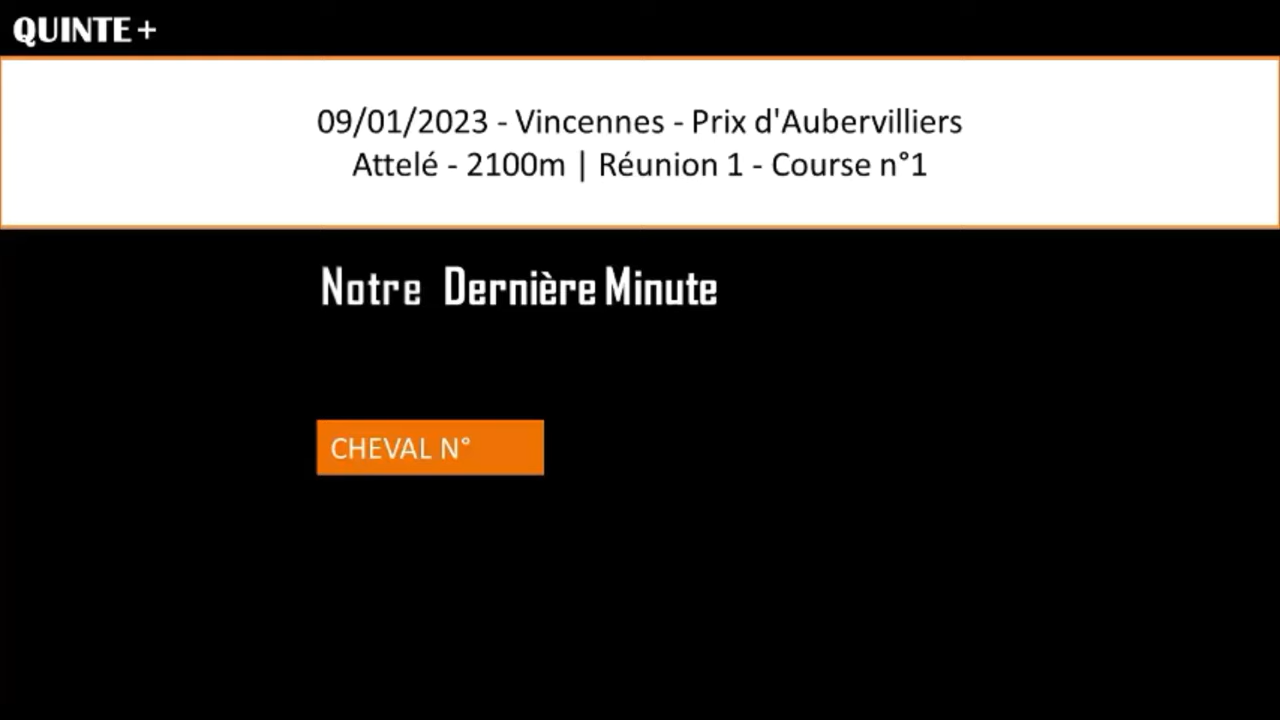 QUINTE+
09/01/2023 - Vincennes - Prix d'Aubervilliers
Attelé - 2100m | Réunion 1 - Course n°1
Notre Dernière Minute
CHEVAL N°